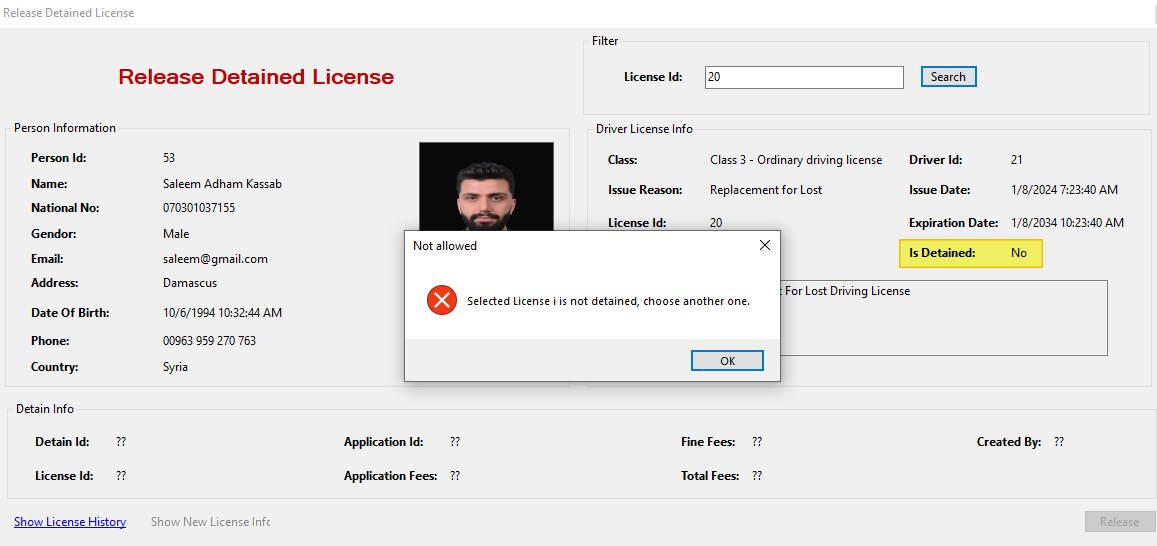 Release Detained License
Filter
Release Detained License
License Id: 20 Search
Person Information
Person Id: 53
Name: Saleem Adham Kassab
National No: 070301037155
Gendor: Male
Email: saleem@gmail.com
Address: Damascus
Date Of Birth: 10/6/1994 10:32:44 AM
Phone: 00963 959 270 763
Country: Syria
Driver License Info
Class: Class 3 - Ordinary driving license Driver Id: 21
Issue Reason: Replacement for Lost Issue Date: 1/8/2024 7:23:40 AM
License Id: 20 Expiration Date: 1/8/2034 10:23:40 AM
Is Detained: No
For Lost Driving License
Not allowed
Selected License i is not detained, choose another one.
OK
Detain Info
Detain Id: ?? Application Id: ?? Fine Fees: ?? Created By: ??
License Id: ?? Application Fees: ?? Total Fees: ??
Show License History Show New License Info Release